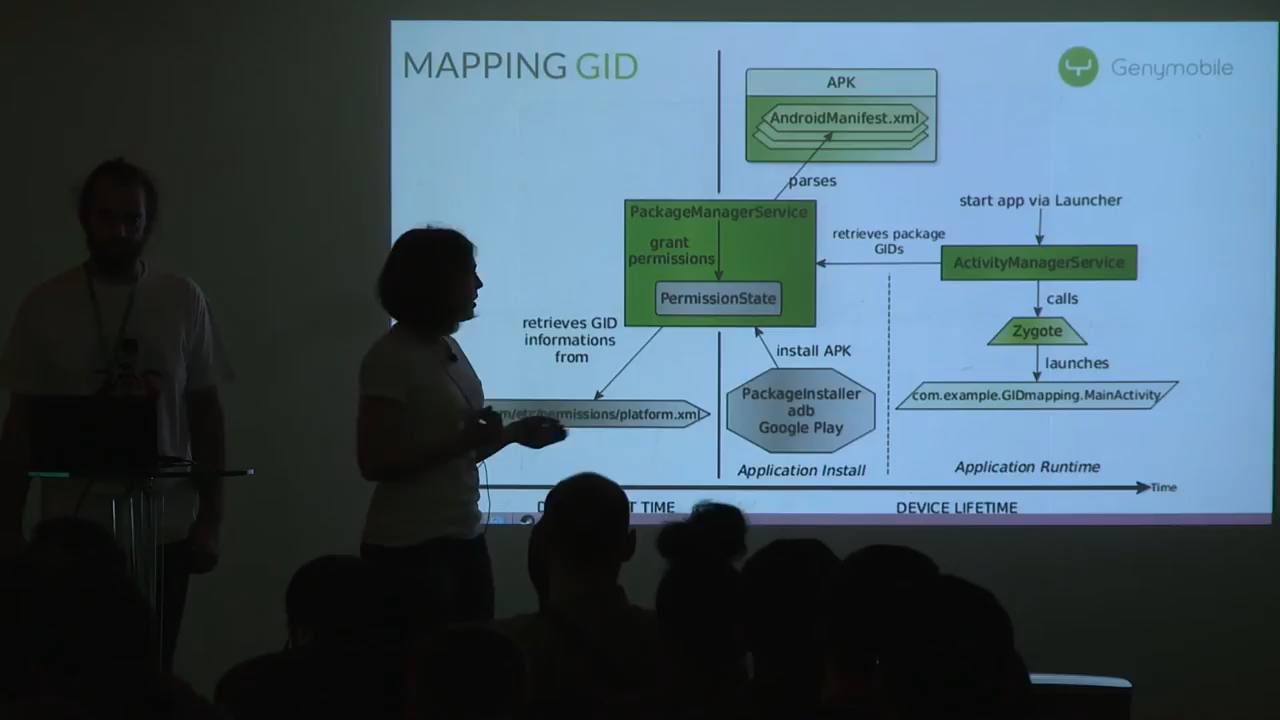 MAPPING GID
Genymobile
APK
AndroidManifest.xml
parses
start app via Launcher
PackageManagerService
grant
permissions
PermissionState
retrieves package
GIDs
ActivityManagerService
calls
Zygote
launches
com.example.GIDmapping.MainActivity
retrieves GID
informations
from
install APK
m/etc/permissions/platform.xml
PackageInstaller
adb
Google Play
Application Install
Application Runtime
Time
TIME
DEVICE LIFETIME